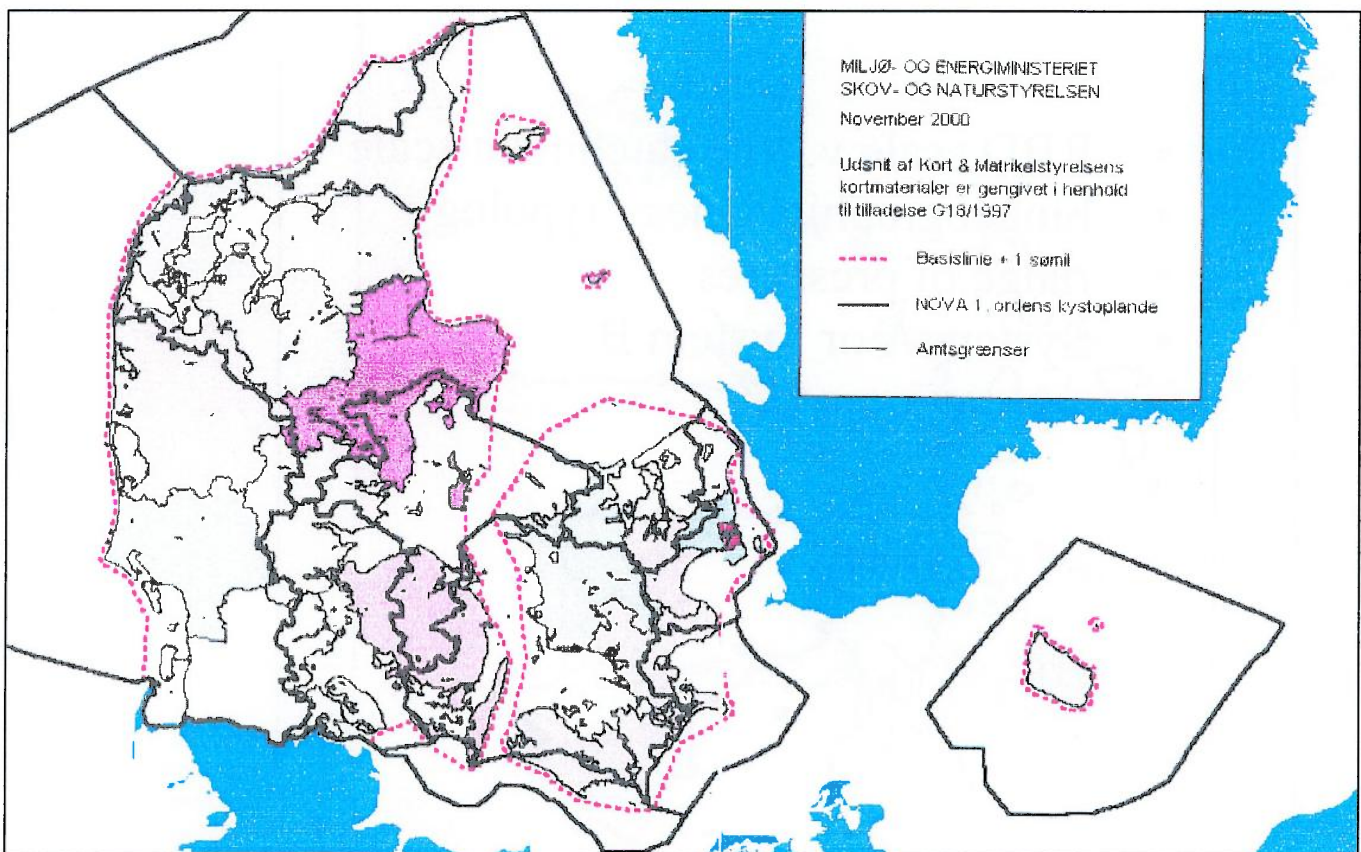 MILJØ- OG ENERGIMINISTERIET
SKOV- OG NATURSTYRELSEN
November 2000
Udsnit af Kort & Matrikelstyrelsens
kortmaterialer er gengivet i henhold
til tilladelse G18/1997
Basislinie + 1 sømil
NOVA 1. ordens kystoplande
Amtsgrænser